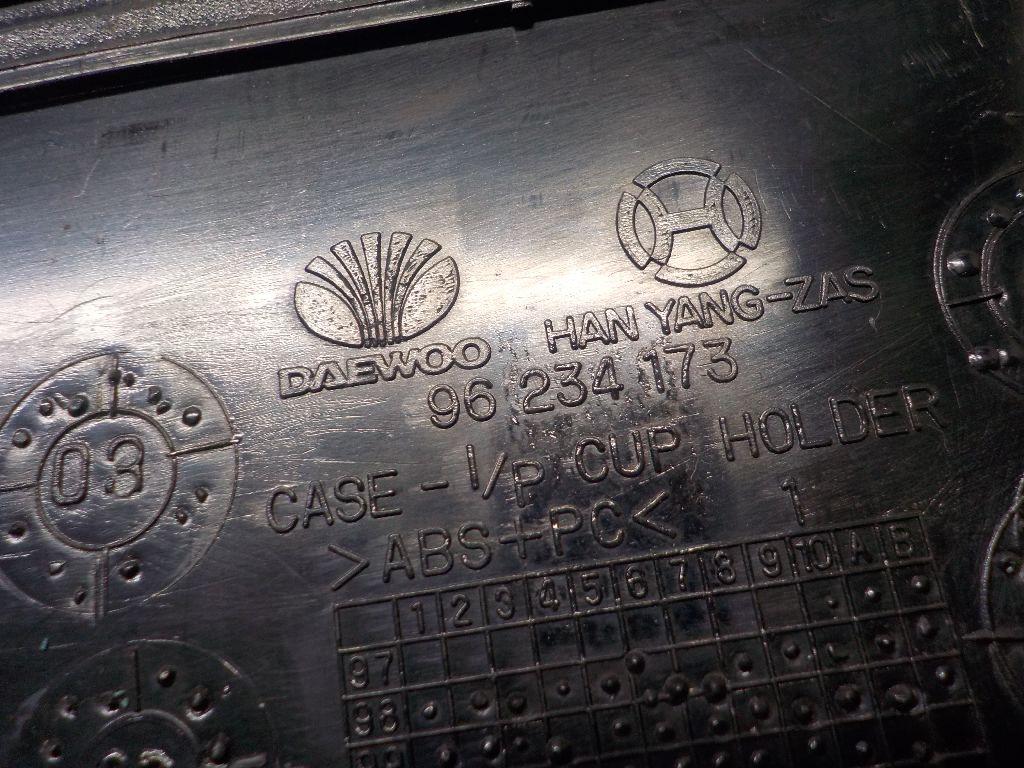 DAEWOO
HAN YANG-ZAS
96 234 173
CASE - I/P CUP HOLDER
>ABS+PC< 1
03
1 2 3 4 5 6 7 8 9 10 A B
97
98